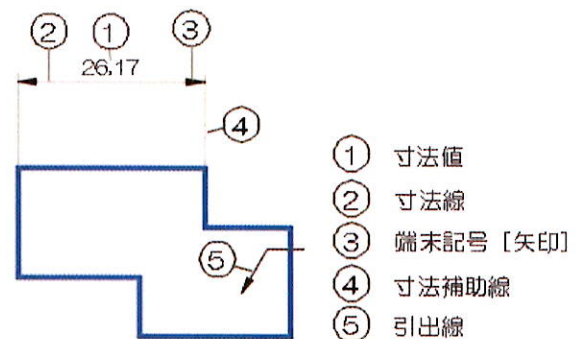 ② ① ③
26.17
④
⑤
① 寸法値
② 寸法線
③ 端末記号［矢印］
④ 寸法補助線
⑤ 引出線